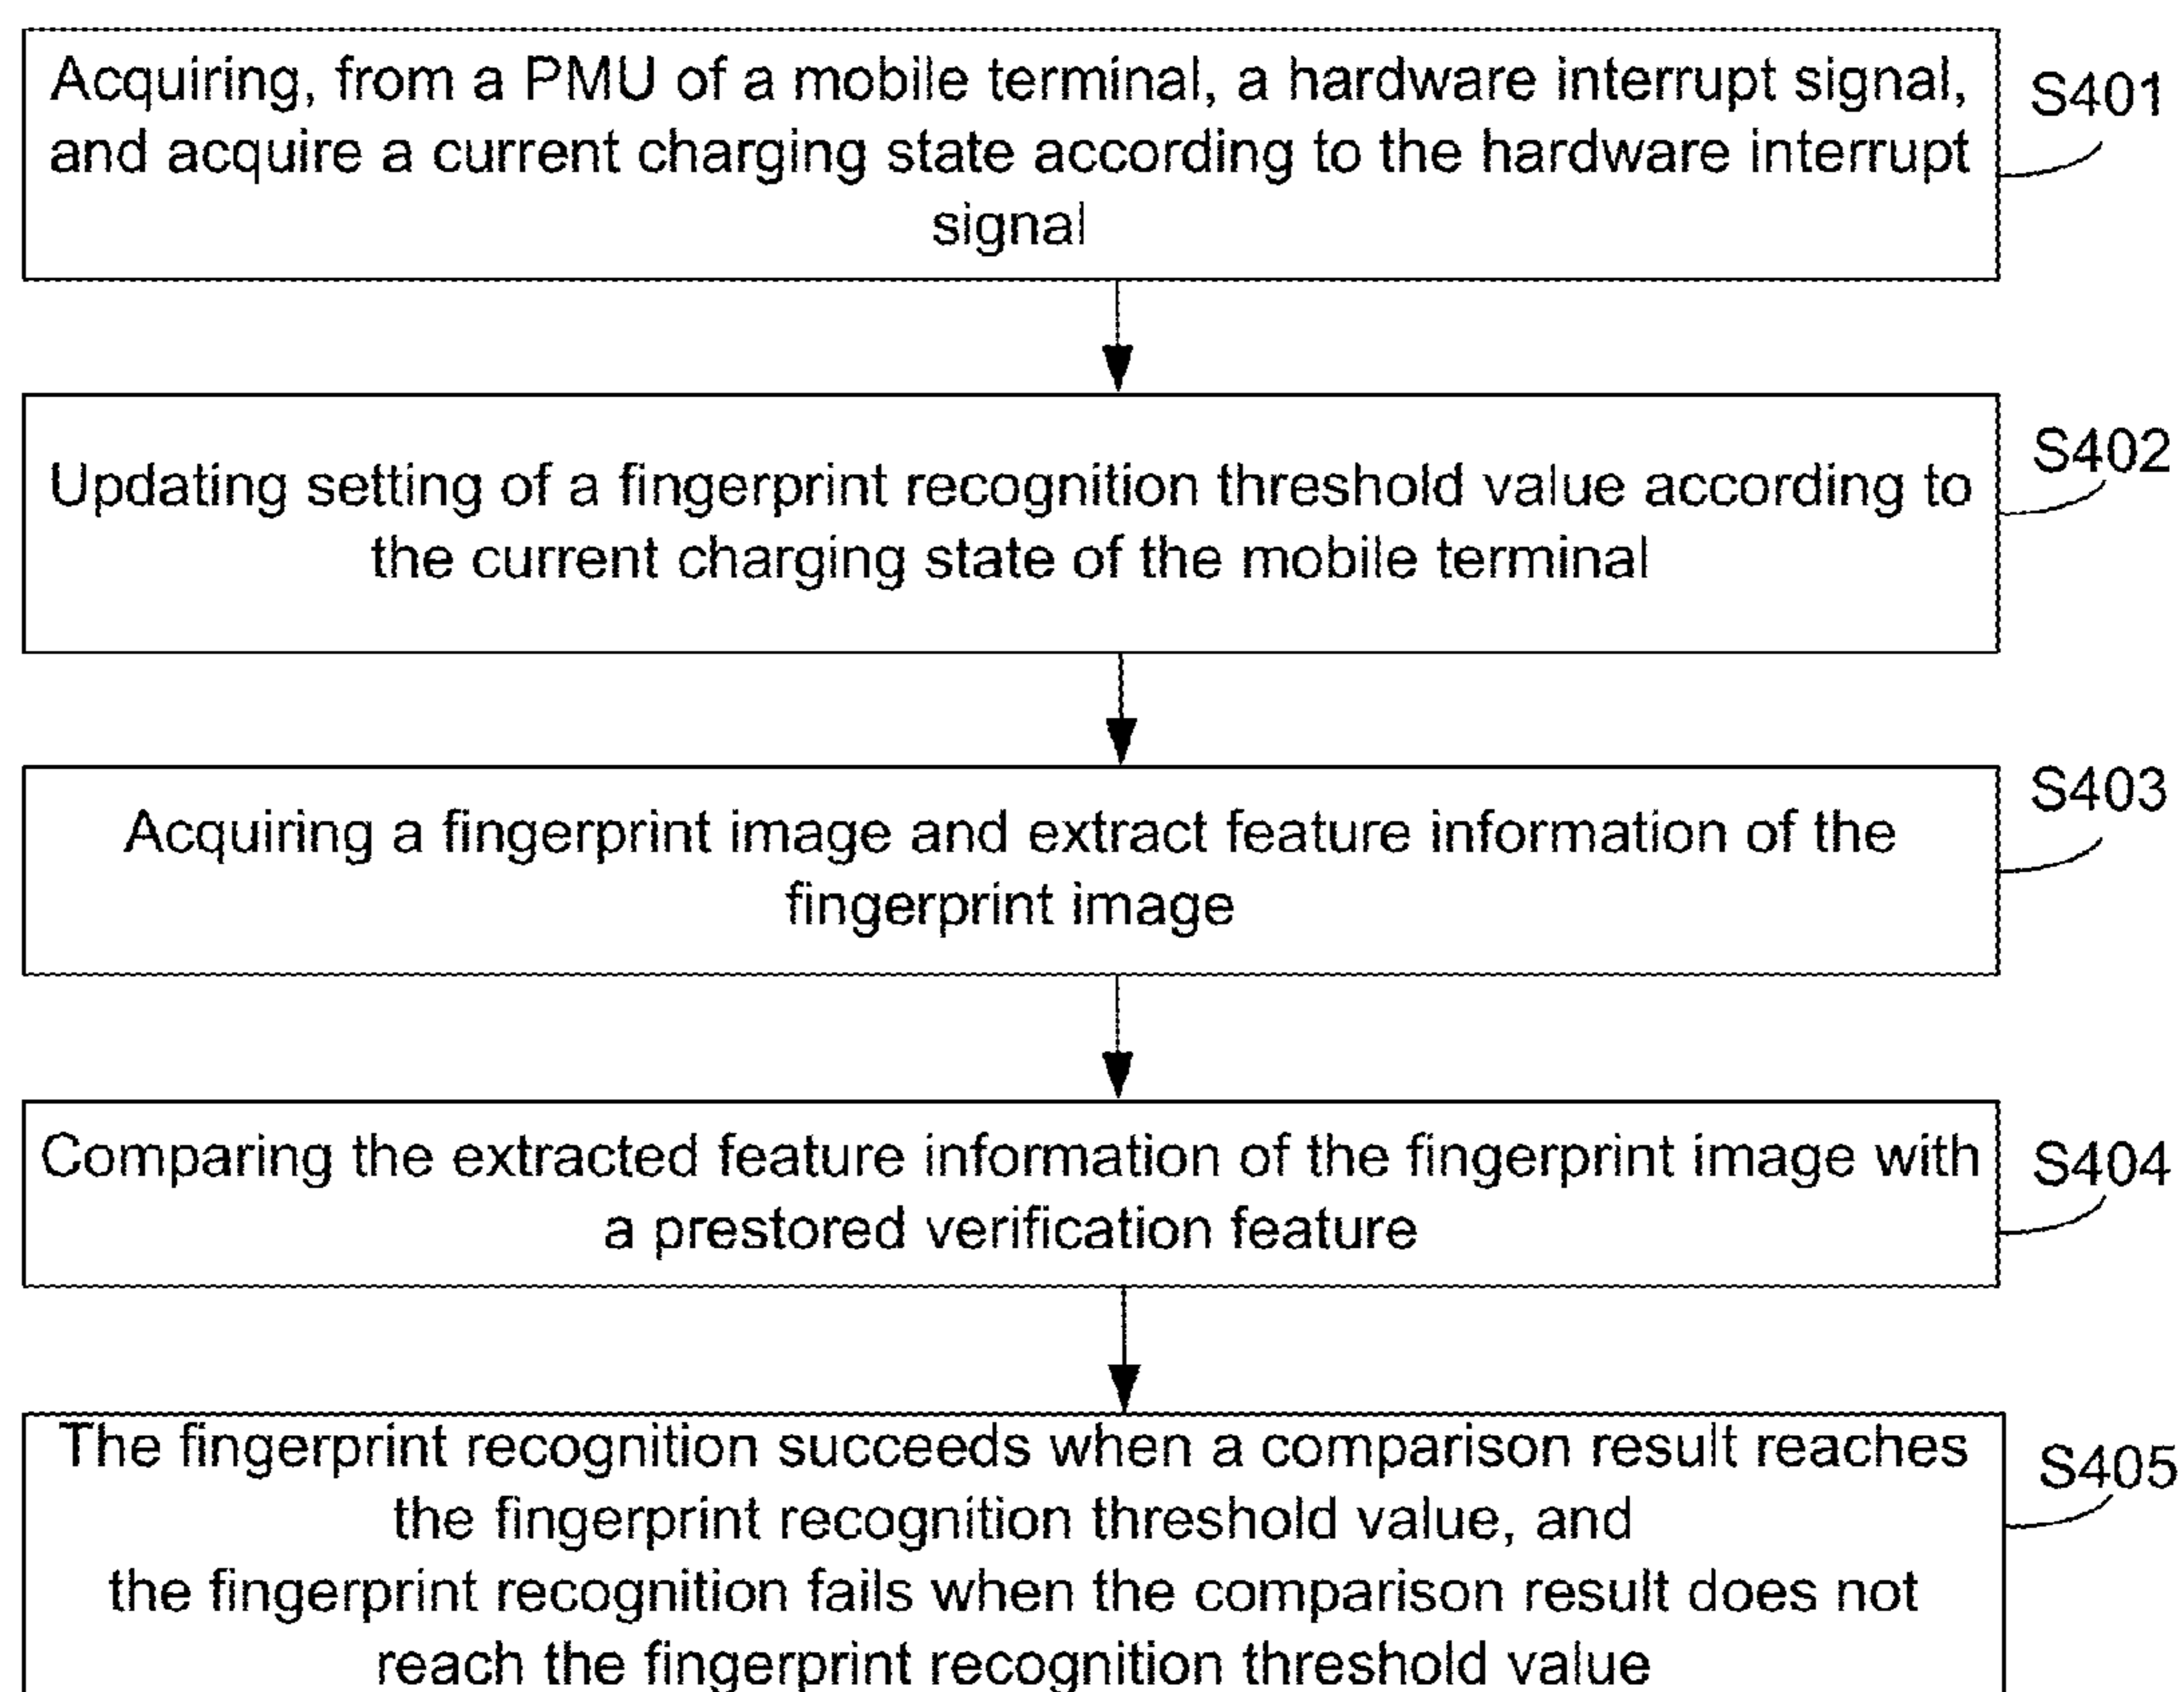 Acquiring, from a PMU of a mobile terminal, a hardware interrupt signal,
and acquire a current charging state according to the hardware interrupt
signal
S401
Updating setting of a fingerprint recognition threshold value according to
the current charging state of the mobile terminal
S402
Acquiring a fingerprint image and extract feature information of the
fingerprint image
S403
Comparing the extracted feature information of the fingerprint image with
a prestored verification feature
S404
The fingerprint recognition succeeds when a comparison result reaches
the fingerprint recognition threshold value, and
the fingerprint recognition fails when the comparison result does not
reach the fingerprint recognition threshold value
S405